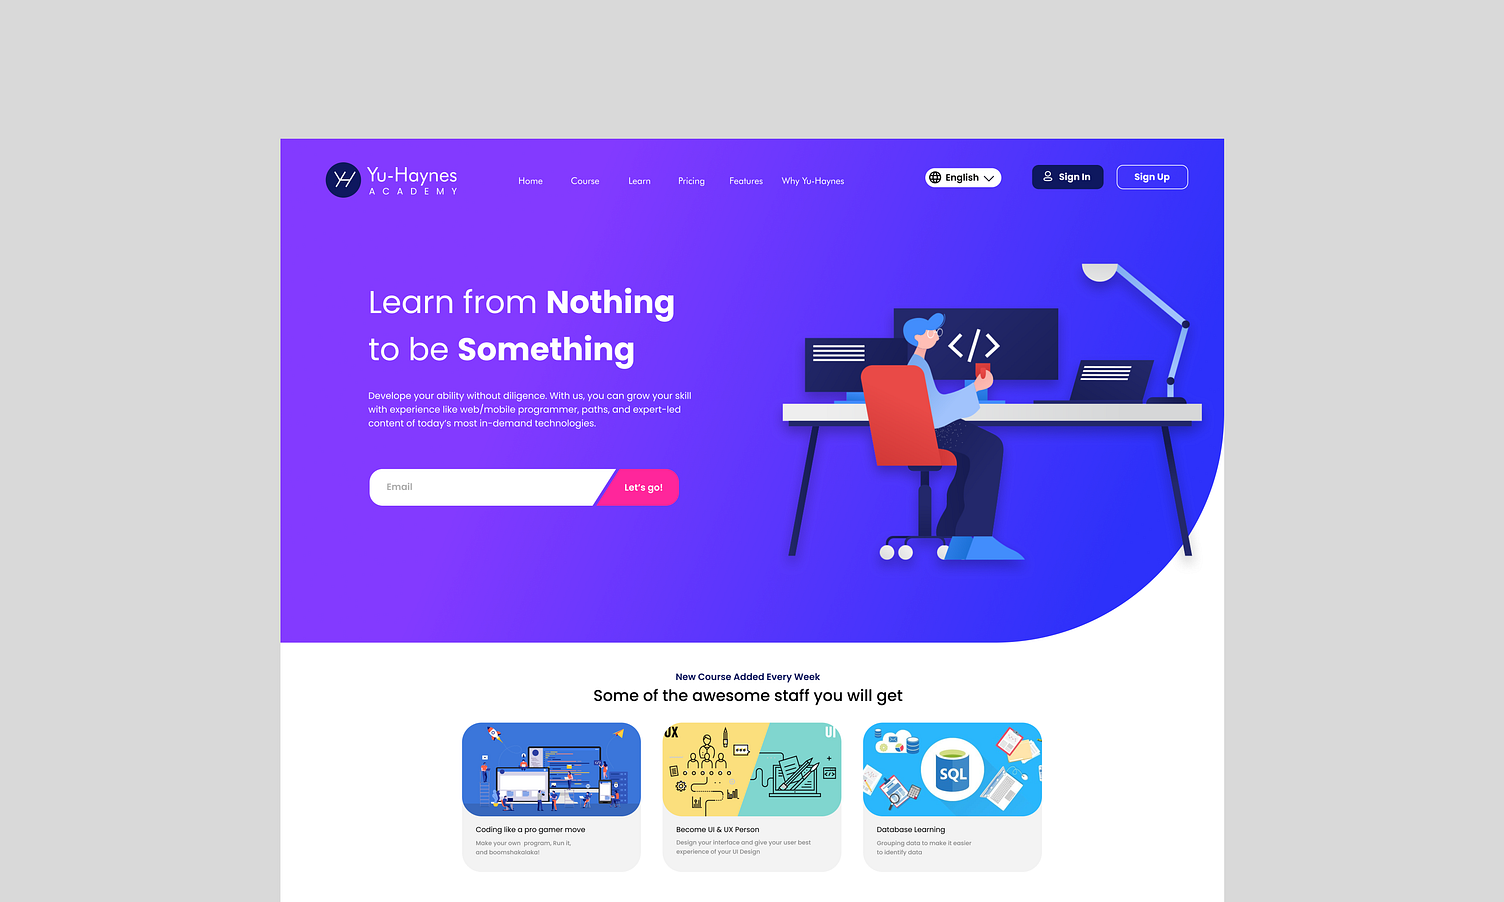 Yu-Haynes
ACADEMY
Home Course Learn Pricing Features Why Yu-Haynes
English
Sign In
Sign Up
Learn from Nothing
to be Something
Develope your ability without diligence. With us, you can grow your skill
with experience like web/mobile programmer, paths, and expert-led
content of today's most in-demand technologies.
Email
Let's go!
</>
New Course Added Every Week
Some of the awesome staff you will get
UX
UI
SQL
Coding like a pro gamer move
Make your own program, Run it,
and boomshakalaka!
Become UI & UX Person
Design your interface and give your user best
experience of your UI Design
Database Learning
Grouping data to make it easier
to identify data